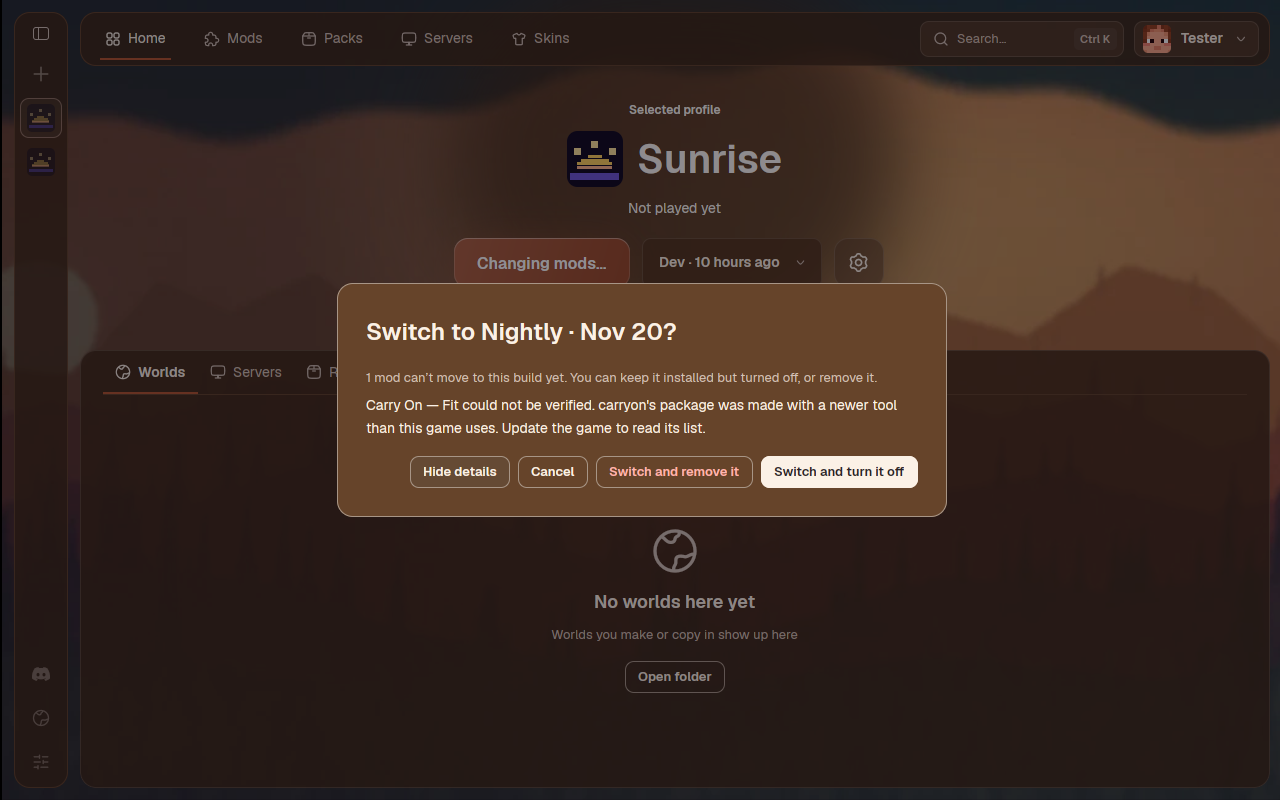 Home
Mods
Packs
Servers
Skins
Search...
Ctrl K
Tester
Selected profile
Sunrise
Not played yet
Changing mods...
Dev · 10 hours ago
Worlds
Servers
Switch to Nightly · Nov 20?
1 mod can't move to this build yet. You can keep it installed but turned off, or remove it.
Carry On — Fit could not be verified. carryon's package was made with a newer tool
than this game uses. Update the game to read its list.
Hide details
Cancel
Switch and remove it
Switch and turn it off
No worlds here yet
Worlds you make or copy in show up here
Open folder